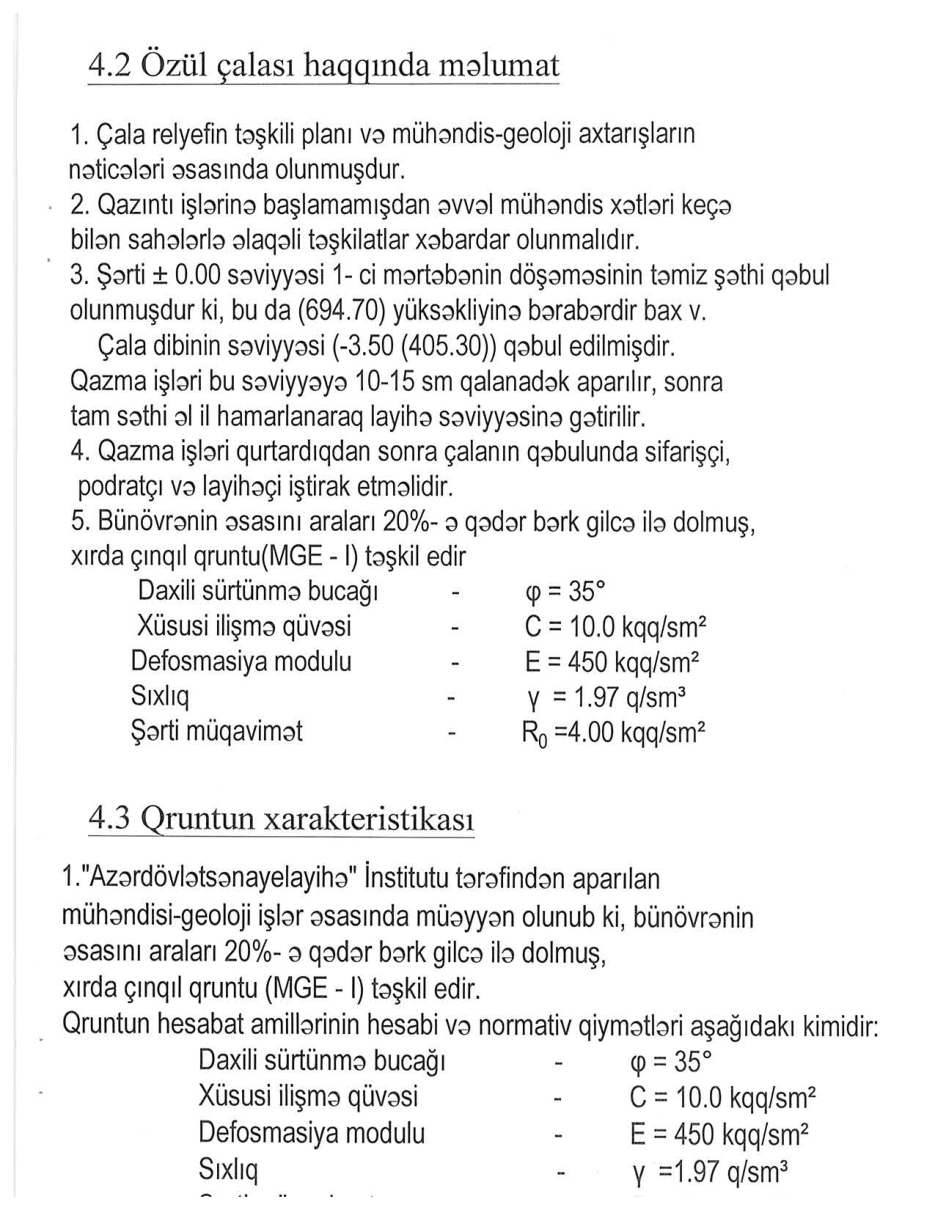 4.2 Özül çalası haqqında məlumat
1. Çala relyefin təşkili planı və mühəndis-geoloji axtarışların
nəticələri əsasında olunmuşdur.
2. Qazıntı işlərinə başlamamışdan əvvəl mühəndis xətləri keçə
bilən sahələrlə əlaqəli təşkilatlar xəbərdar olunmalıdır.
3. Şərti ± 0.00 səviyyəsi 1- ci mərtəbənin döşəməsinin təmiz şəthi qəbul
olunmuşdur ki, bu da (694.70) yüksəkliyinə bərabərdir bax v.
Çala dibinin səviyyəsi (-3.50 (405.30)) qəbul edilmişdir.
Qazma işləri bu səviyyəyə 10-15 sm qalanadək aparılır, sonra
tam səthi əl il hamarlanaraq layihə səviyyəsinə gətirilir.
4. Qazma işləri qurtardıqdan sonra çalanın qəbulunda sifarişçi,
podratçı və layihəçi iştirak etməlidir.
5. Bünövrənin əsasını araları 20%- ə qədər bərk gilcə ilə dolmuş,
xırda çınqıl qruntu(MGE - I) təşkil edir
Daxili sürtünmə bucağı - φ = 35°
Xüsusi ilişmə qüvəsi - C = 10.0 kqq/sm²
Defosmasiya modulu - E = 450 kqq/sm²
Sıxlıq - γ = 1.97 q/sm³
Şərti müqavimət - R₀ =4.00 kqq/sm²
4.3 Qruntun xarakteristikası
1."Azərdövlətsənayelayihə" İnstitutu tərəfindən aparılan
mühəndisi-geoloji işlər əsasında müəyyən olunub ki, bünövrənin
əsasını araları 20%- ə qədər bərk gilcə ilə dolmuş,
xırda çınqıl qruntu (MGE - I) təşkil edir.
Qruntun hesabat amillərinin hesabi və normativ qiymətləri aşağıdakı kimidir:
Daxili sürtünmə bucağı - φ = 35°
Xüsusi ilişmə qüvəsi - C = 10.0 kqq/sm²
Defosmasiya modulu - E = 450 kqq/sm²
Sıxlıq - γ =1.97 q/sm³